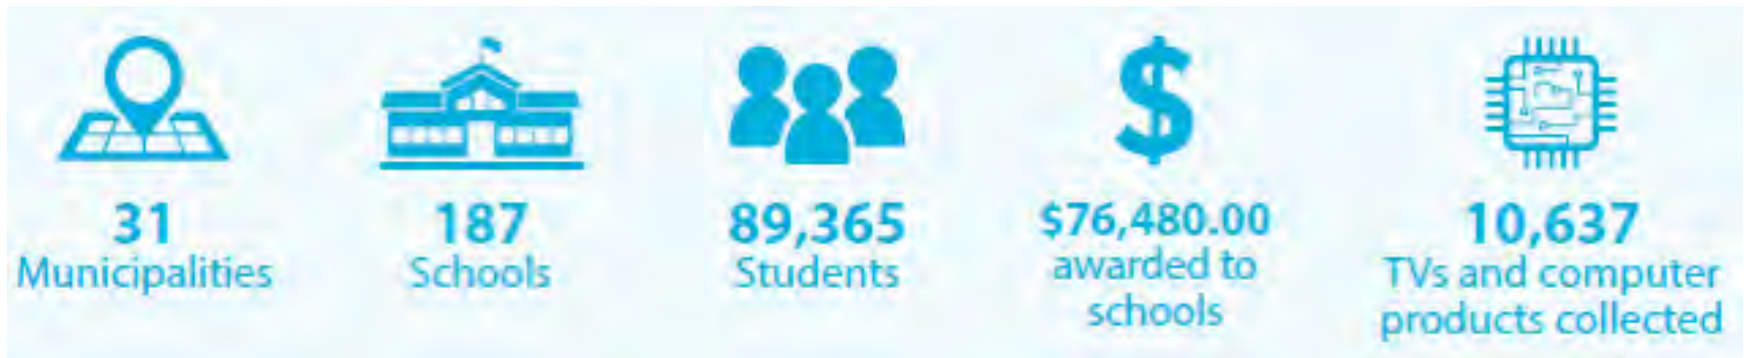 31
Municipalities
187
Schools
89,365
Students
$76,480.00
awarded to
schools
10,637
TVs and computer
products collected